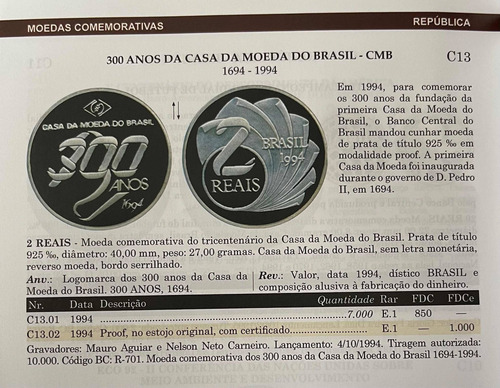 MOEDAS COMEMORATIVAS
REPÚBLICA
300 ANOS DA CASA DA MOEDA DO BRASIL - CMB
C13
1694 - 1994
CASA DA MOEDA DO BRASIL
300
ANOS
1694
BRASIL
1994
2
REAIS
Em 1994, para comemorar
os 300 anos da fundação da
primeira Casa da Moeda do
Brasil, o Banco Central do
Brasil mandou cunhar moeda
de prata de título 925 ‰ em
modalidade proof. A primeira
Casa da Moeda foi inaugurada
durante o governo de D. Pedro
II, em 1694.
2 REAIS - Moeda comemorativa do tricentenário da Casa da Moeda do Brasil. Prata de título
925 ‰, diâmetro: 40,00 mm, peso: 27,00 gramas. Casa da Moeda do Brasil, sem letra monetária,
reverso moeda, bordo serrilhado.
Anv.: Logomarca dos 300 anos da Casa da
Moeda do Brasil. 300 ANOS, 1694.
Rev.: Valor, data 1994, dístico BRASIL e
composição alusiva à fabricação do dinheiro.
Nr. Data Descrição Quantidade Rar FDC FDCe
C13.01 1994 7.000 E.1 850 —
C13.02 1994 Proof, no estojo original, com certificado E.1 — 1.000
Gravadores: Mauro Aguiar e Nelson Neto Carneiro. Lançamento: 4/10/1994. Tiragem autorizada:
10.000. Código BC: R-701. Moeda comemorativa dos 300 anos da Casa da Moeda do Brasil 1694-1994.